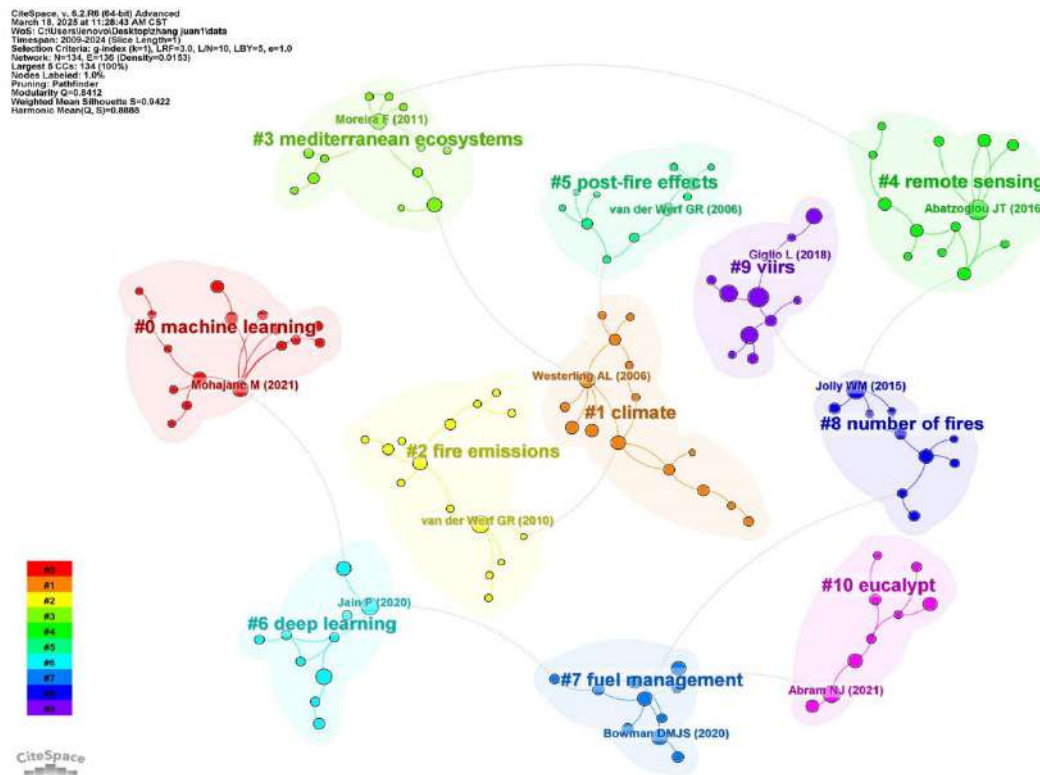 CiteSpace, v. 6.2.R6 (64-bit) Advanced
March 18, 2025 at 11:28:43 AM CST
WoS: C:\Users\lenovo\Desktop\zhang juan1\data
Timespan: 2009-2024 (Slice Length=1)
Selection Criteria: g-index (k=1), LRF=3.0, L/N=10, LBY=5, e=1.0
Network: N=134, E=136 (Density=0.0153)
Largest 5 CCs: 134 (100%)
Nodes Labeled: 1.0%
Pruning: Pathfinder
Modularity Q=0.8412
Weighted Mean Silhouette S=0.9422
Harmonic Mean(Q, S)=0.8888
Moreira F (2011)
#3 mediterranean ecosystems
#5 post-fire effects
van der Werf GR (2006)
#4 remote sensing
Abatzoglou JT (2016)
Giglio L (2018)
#9 viirs
#0 machine learning
Mohajane M (2021)
Westerling AL (2006)
#1 climate
Jolly WM (2015)
#8 number of fires
#2 fire emissions
van der Werf GR (2010)
#10 eucalypt
Abram NJ (2021)
Jain P (2020)
#6 deep learning
#7 fuel management
Bowman DMJS (2020)
#0
#1
#2
#3
#4
#5
#6
#7
#8
#9
CiteSpace